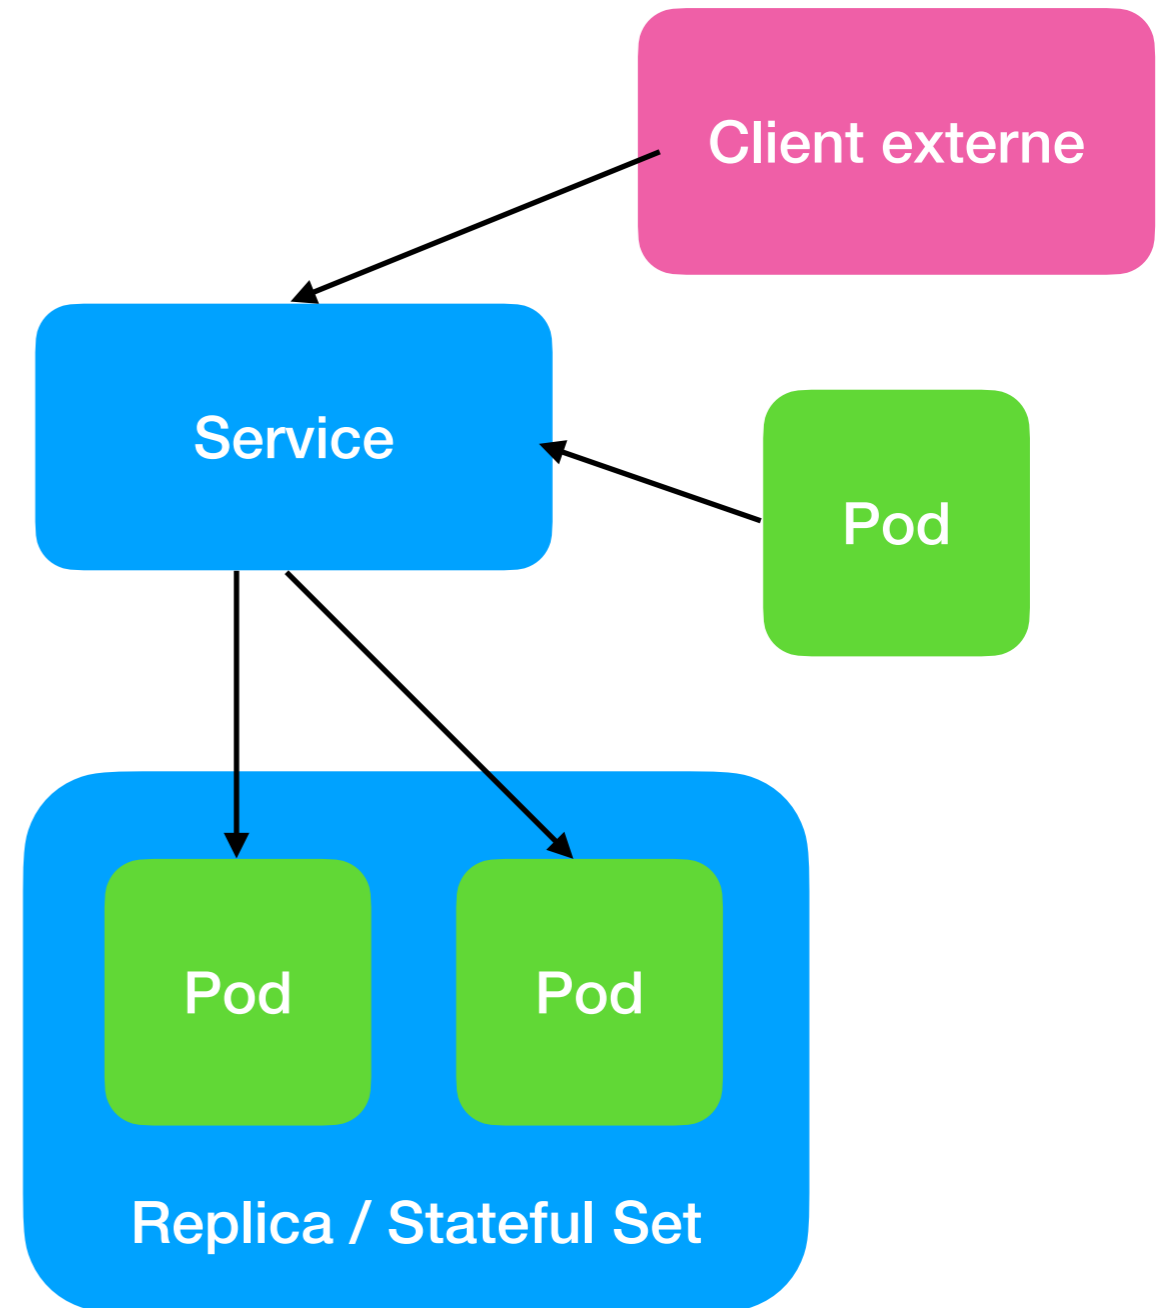 Client externe
Service
Pod
Pod
Pod
Replica / Stateful Set